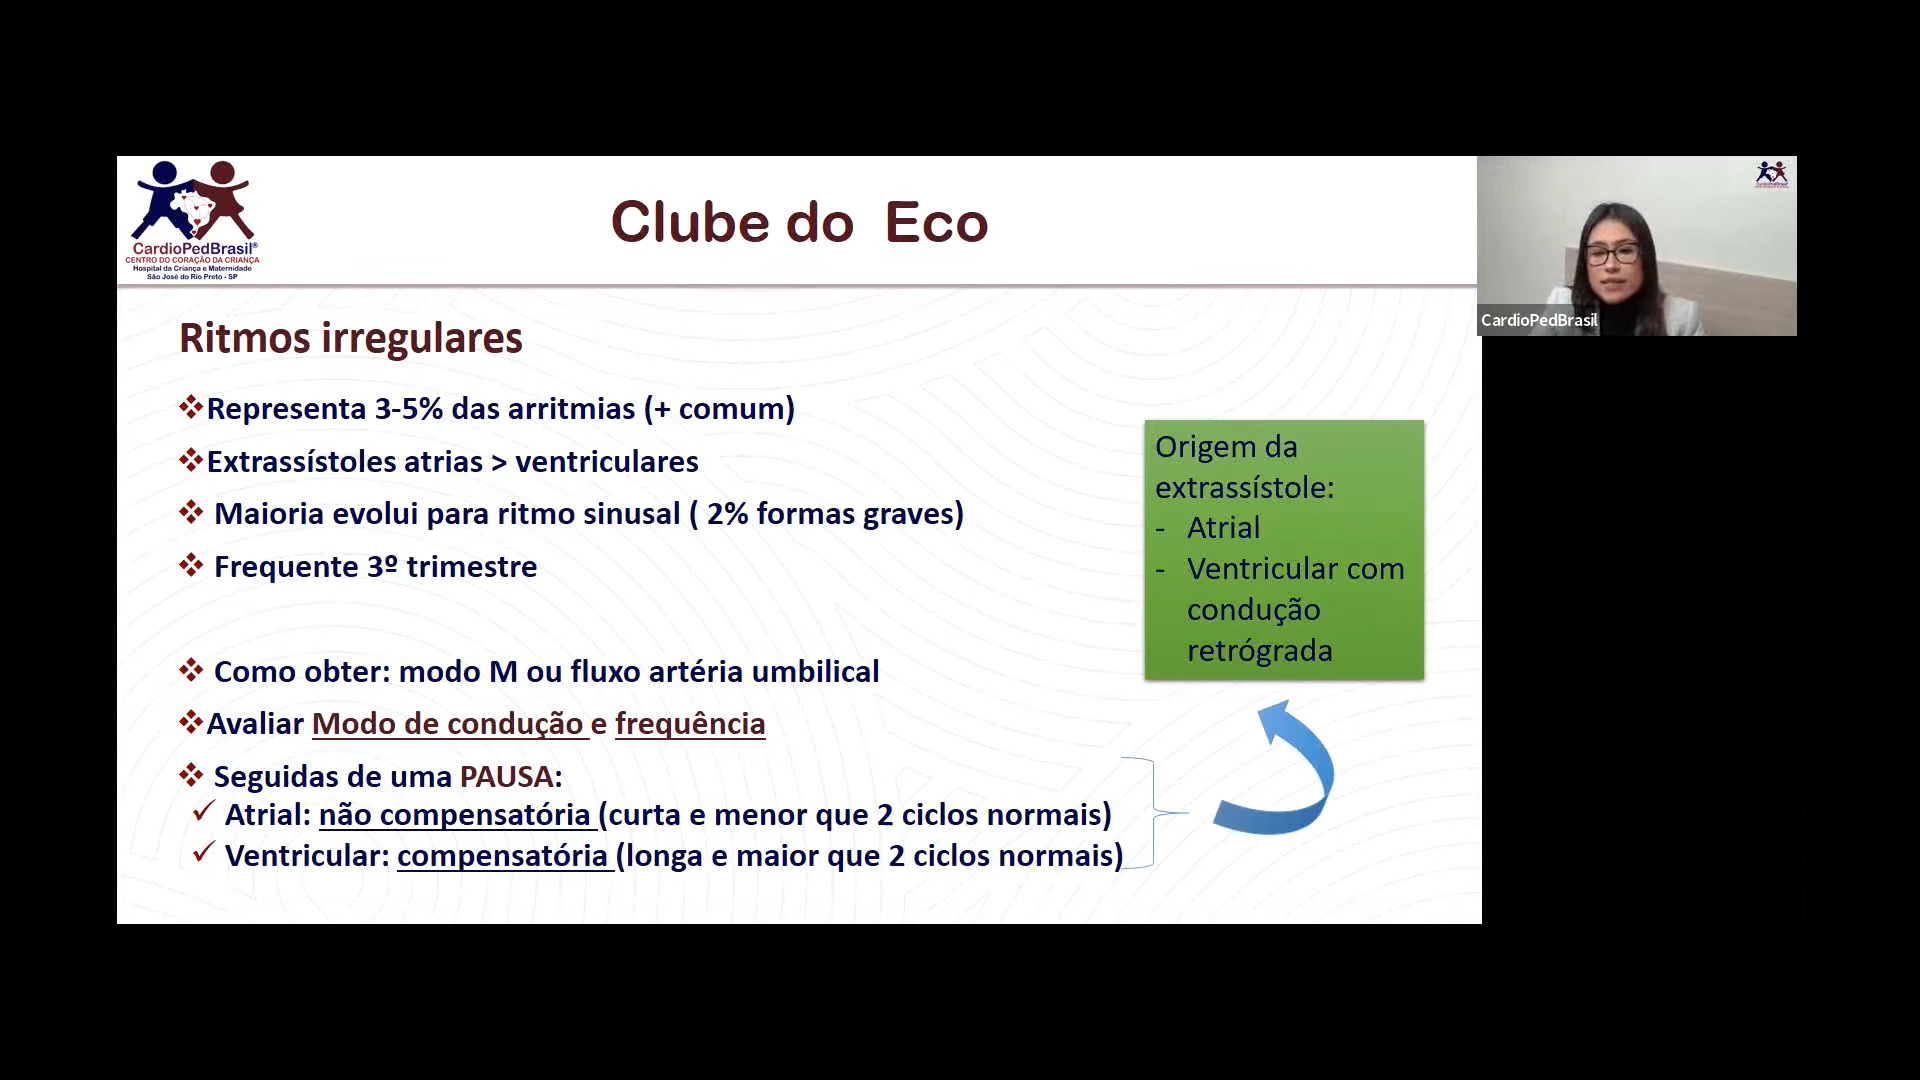 CardioPedBrasil®
CENTRO DO CORAÇÃO DA CRIANÇA
Hospital da Criança e Maternidade
São José do Rio Preto - SP
Clube do Eco
CardioPedBrasil
Ritmos irregulares
Representa 3-5% das arritmias (+ comum)
Extrassístoles atrias > ventriculares
Maioria evolui para ritmo sinusal ( 2% formas graves)
Frequente 3º trimestre
Como obter: modo M ou fluxo artéria umbilical
Avaliar Modo de condução e frequência
Seguidas de uma PAUSA:
Atrial: não compensatória (curta e menor que 2 ciclos normais)
Ventricular: compensatória (longa e maior que 2 ciclos normais)
Origem da
extrassístole:
- Atrial
- Ventricular com
condução
retrógrada